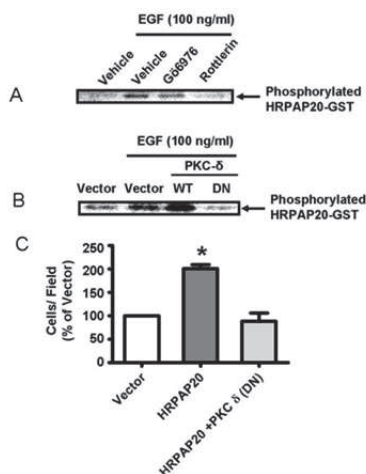 EGF (100 ng/ml)
Vehicle
Vehicle
Gö6976
Rottlerin
A
Phosphorylated
HRPAP20-GST
EGF (100 ng/ml)
PKC-δ
Vector Vector WT DN
B
Phosphorylated
HRPAP20-GST
C
Cells/ Field
(% of Vector)
250
200
150
100
50
0
*
Vector
HRPAP20
HRPAP20 +PKC δ (DN)